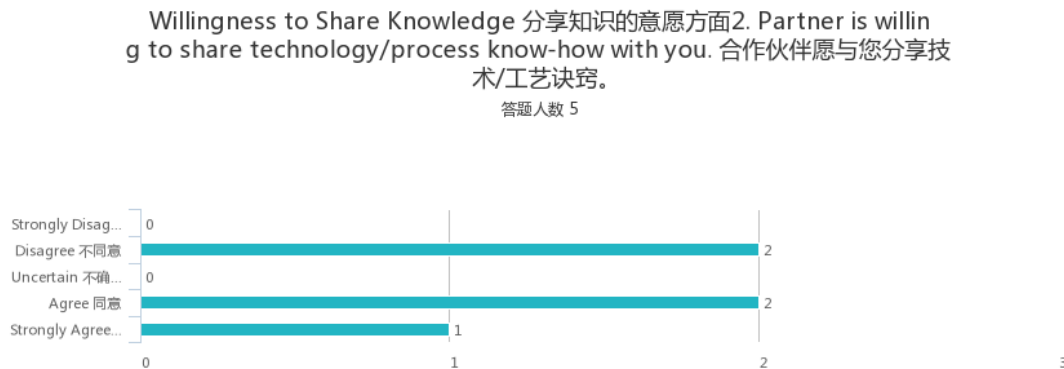 Willingness to Share Knowledge 分享知识的意愿方面2. Partner is willin
g to share technology/process know-how with you. 合作伙伴愿与您分享技
术/工艺诀窍。
答题人数 5
Strongly Disag... 0
Disagree 不同意 2
Uncertain 不确... 0
Agree 同意 2
Strongly Agree... 1
0 1 2 3